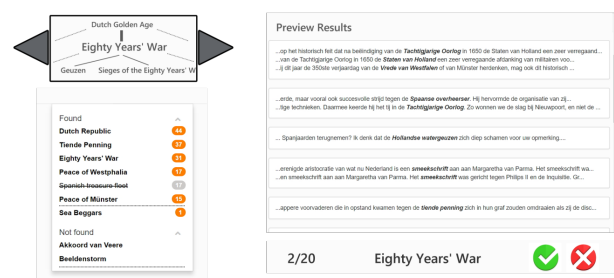 Dutch Golden Age
Eighty Years' War
Geuzen Sieges of the Eighty Years' W
Found
Dutch Republic 44
Tiende Penning 37
Eighty Years' War 31
Peace of Westphalia 17
Spanish treasure fleet 17
Peace of Münster 15
Sea Beggars 1
Not found
Akkoord van Veere
Beeldenstorm
Preview Results
...op het historisch feit dat na beëindiging van de Tachtigjarige Oorlog in 1650 de Staten van Holland een zeer verregaand...
...van de Tachtigjarige Oorlog in 1650 de Staten van Holland een zeer verregaande afdanking van militairen voo...
...ij dit jaar de 350ste verjaardag van de Vrede van Westfalen of van Münster herdenken, mag ook dit historisch ...
...erde, maar vooral ook succesvolle strijd tegen de Spaanse overheerser. Hij hervormde de organisatie van zij...
...tige technieken. Daarmee keerde hij het tij in de Tachtigjarige Oorlog. Zo wonnen we de slag bij Nieuwpoort, en niet de ...
... Spanjaarden terugnemen? Ik denk dat de Hollandse watergeuzen zich diep schamen voor uw opmerking....
...erenigde aristocratie van wat nu Nederland is een smeekschrift aan aan Margaretha van Parma. Het smeekschrift wa...
...en smeekschrift aan aan Margaretha van Parma. Het smeekschrift was gericht tegen Philips II en de Inquisitie. Gr...
...appere voorvaderen die in opstand kwamen tegen de tiende penning zich in hun graf zouden omdraaien als zij de disc...
2/20 Eighty Years' War